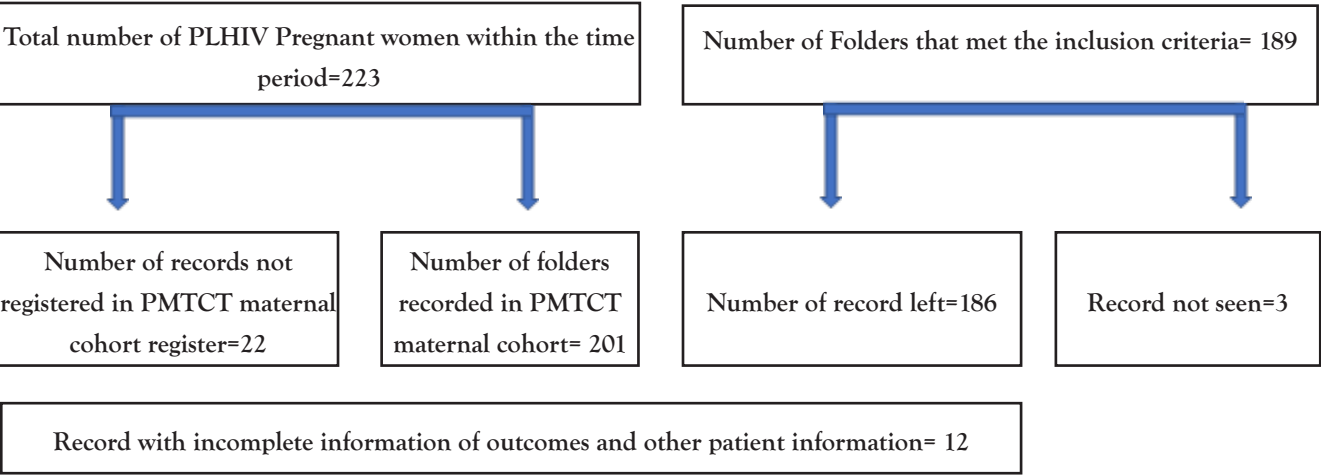 Total number of PLHIV Pregnant women within the time
period=223
Number of Folders that met the inclusion criteria= 189
Number of records not
registered in PMTCT maternal
cohort register=22
Number of folders
recorded in PMTCT
maternal cohort= 201
Number of record left=186
Record not seen=3
Record with incomplete information of outcomes and other patient information= 12